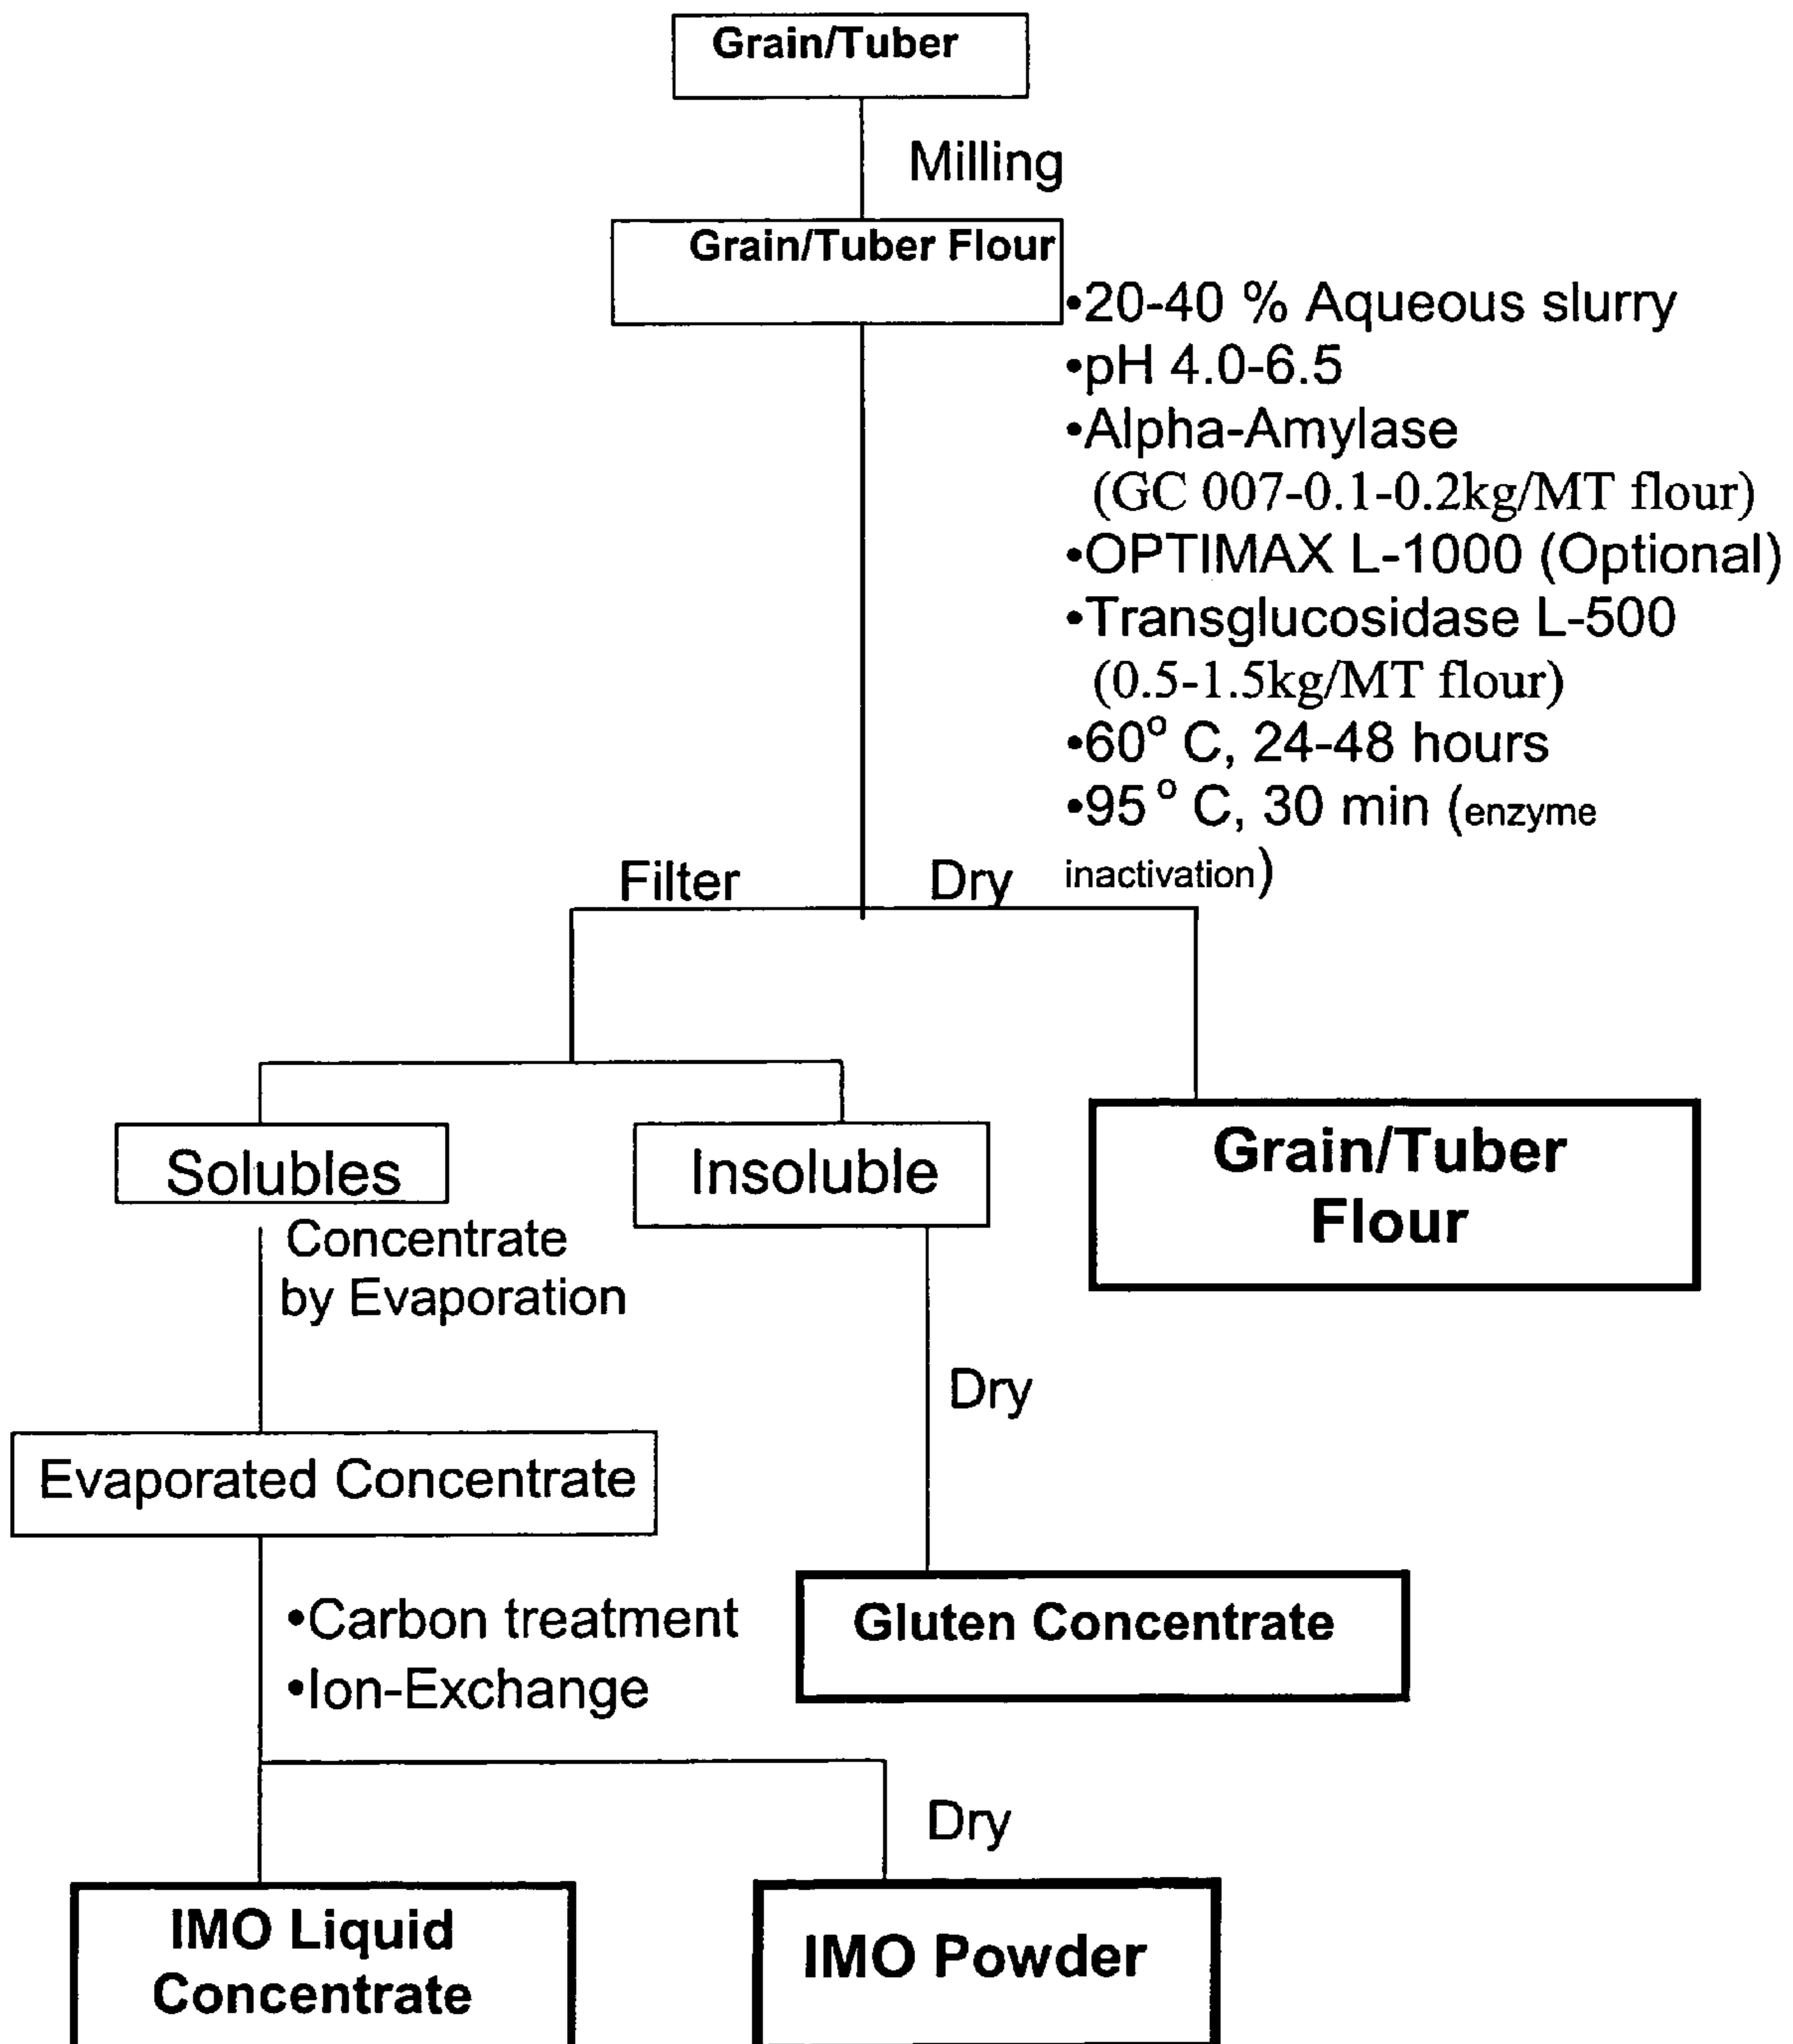 Grain/Tuber
Milling
Grain/Tuber Flour
•20-40 % Aqueous slurry
•pH 4.0-6.5
•Alpha-Amylase
(GC 007-0.1-0.2kg/MT flour)
•OPTIMAX L-1000 (Optional)
•Transglucosidase L-500
(0.5-1.5kg/MT flour)
•60° C, 24-48 hours
•95° C, 30 min (enzyme
inactivation)
Filter
Dry
Solubles
Insoluble
Grain/Tuber
Flour
Concentrate
by Evaporation
Dry
Evaporated Concentrate
•Carbon treatment
•Ion-Exchange
Gluten Concentrate
Dry
IMO Liquid
Concentrate
IMO Powder